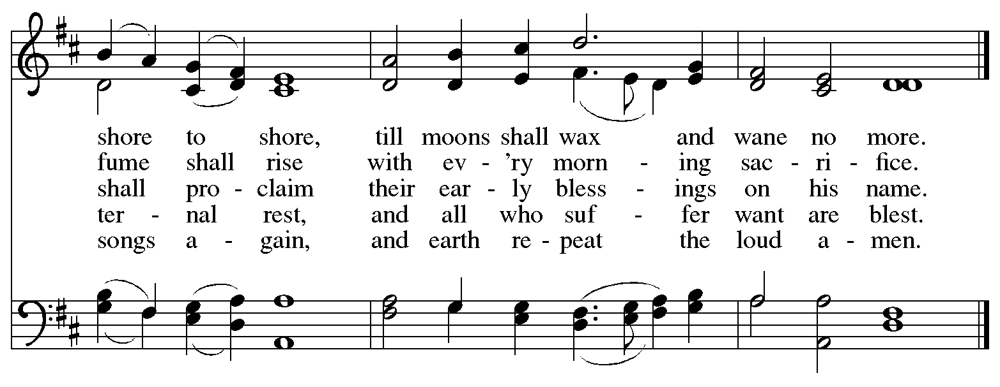 shore to shore, till moons shall wax and wane no more.
fume shall rise with ev - 'ry morn - ing sac - ri - fice.
shall pro - claim their ear - ly bless - ings on his name.
ter - nal rest, and all who suf - fer want are blest.
songs a - gain, and earth re - peat the loud a - men.